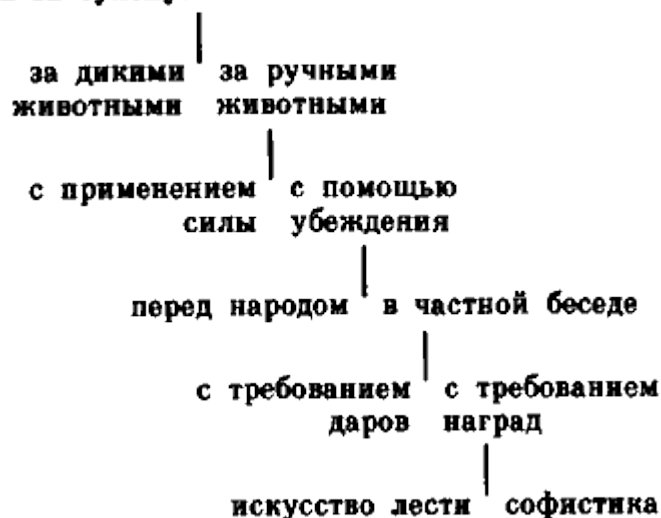 за дикими за ручными
животными животными
с применением с помощью
силы убеждения
перед народом в частной беседе
с требованием с требованием
даров наград
искусство лести софистика